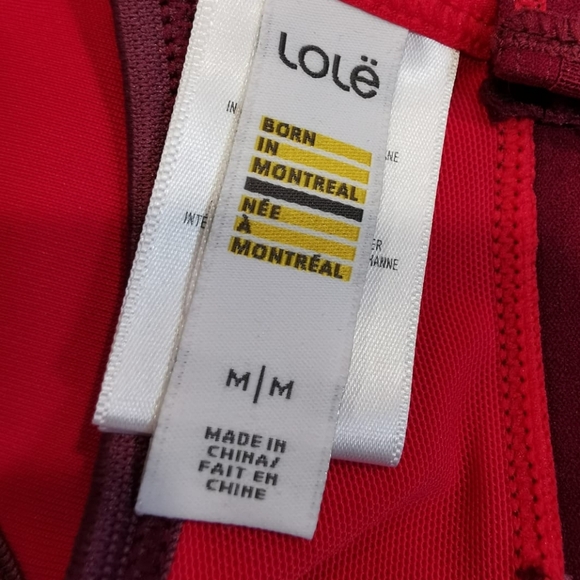 Lolë
BORN
IN
MONTREAL
NÉE
À
MONTRÉAL
M|M
MADE IN
CHINA/
FAIT EN
CHINE